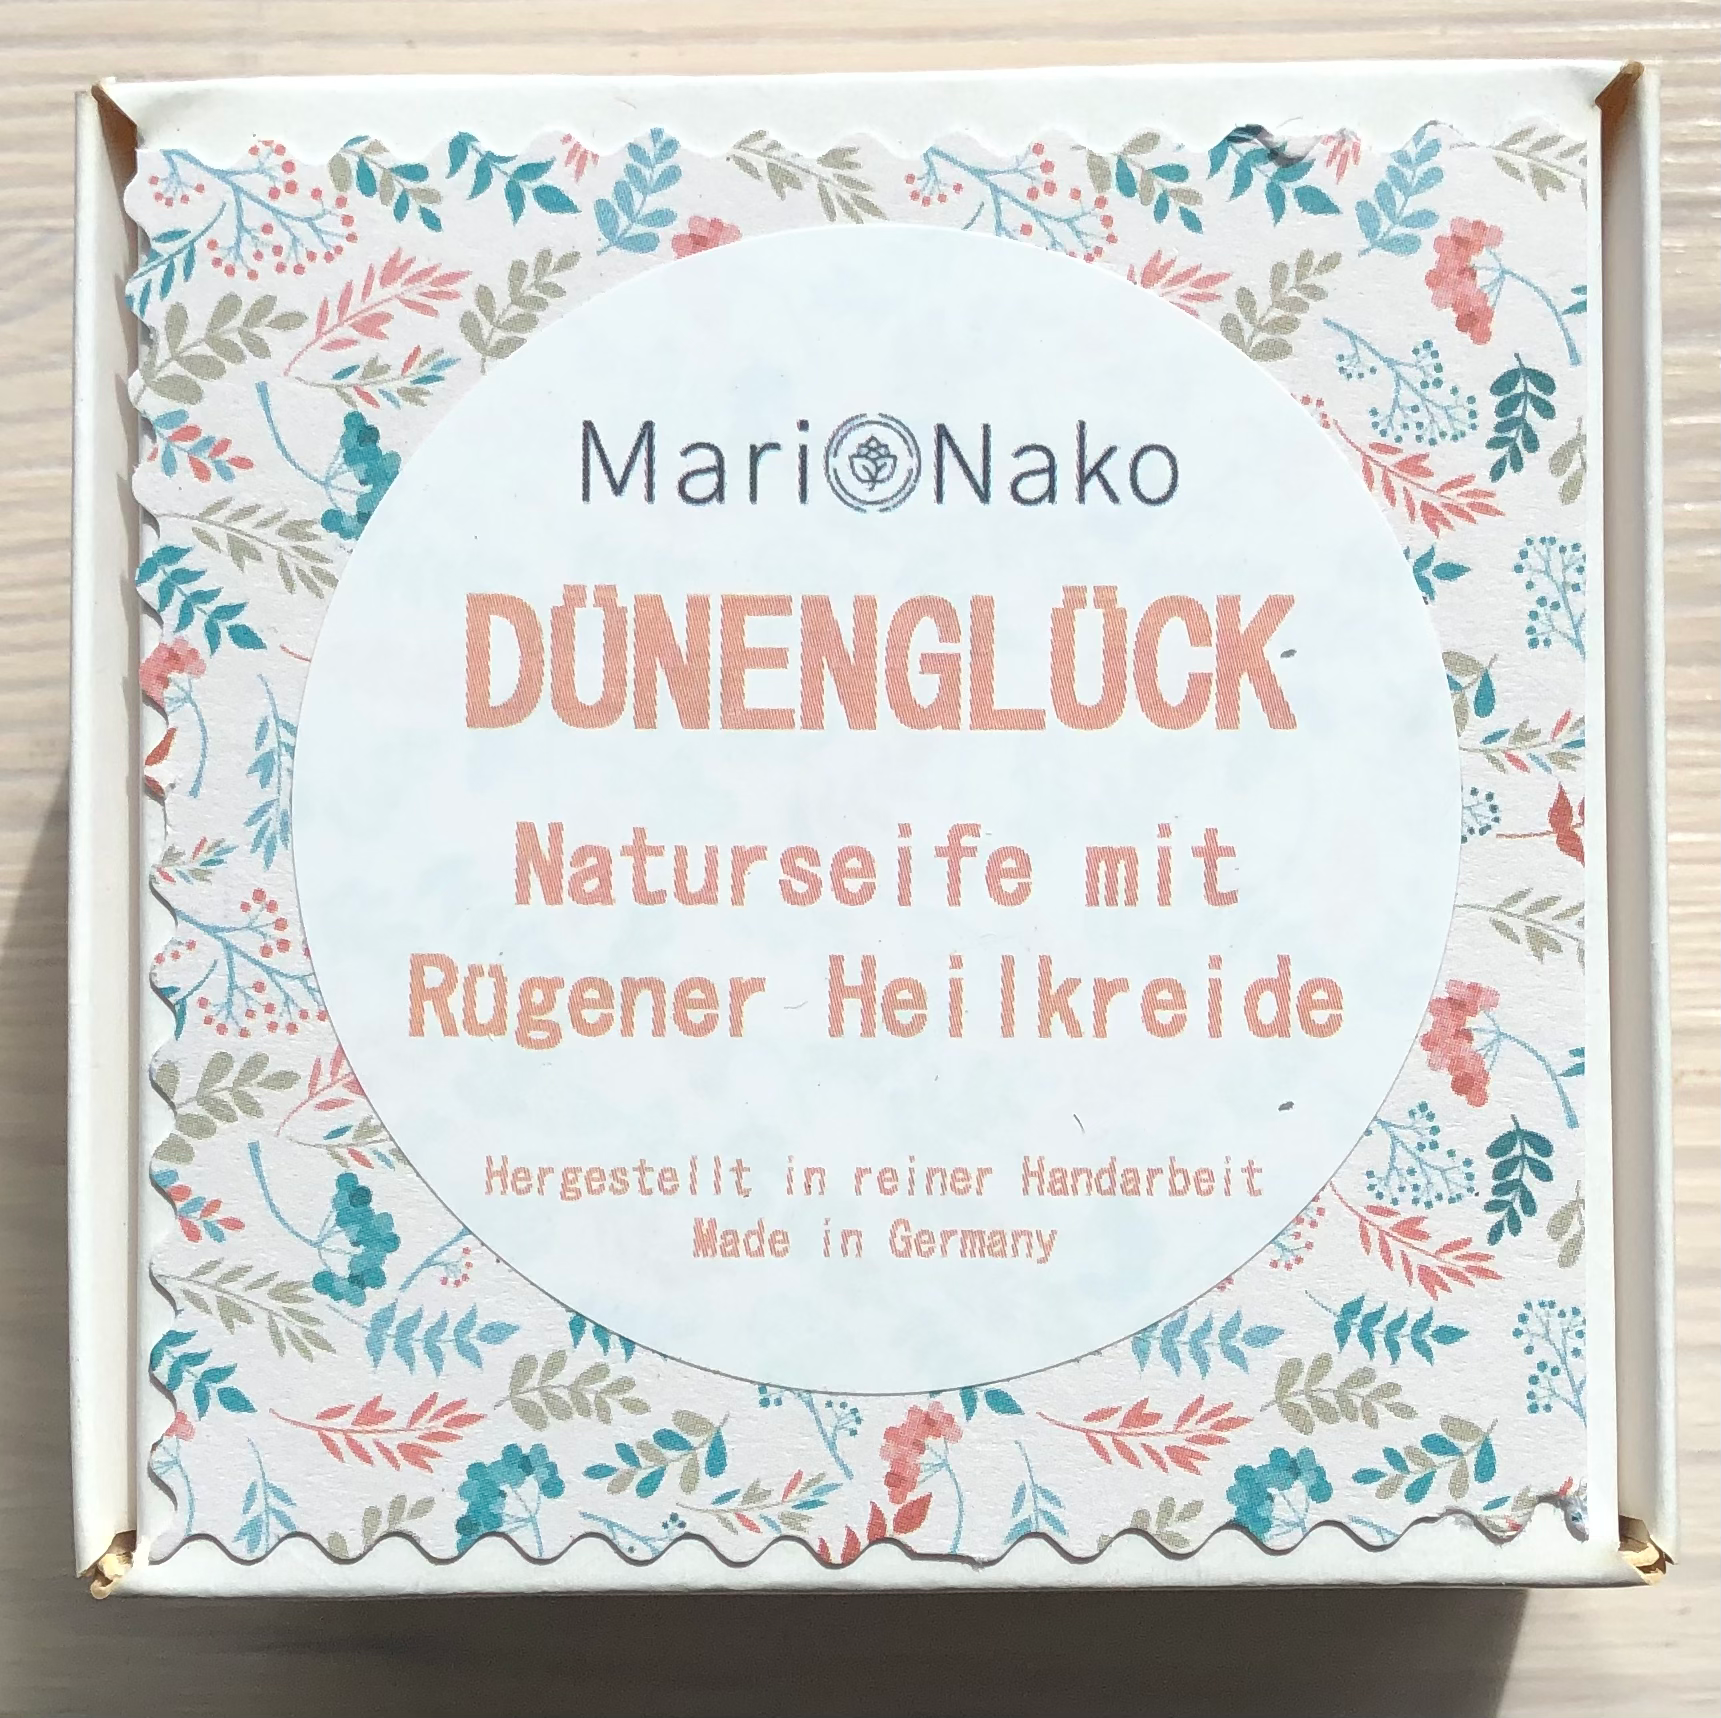 Mari Nako
DÜNENGLÜCK
Naturseife mit
Rügener Heilkreide
Hergestellt in reiner Handarbeit
Made in Germany